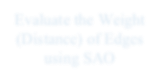 Evaluate the Weight
(Distance) of Edges
using SAO